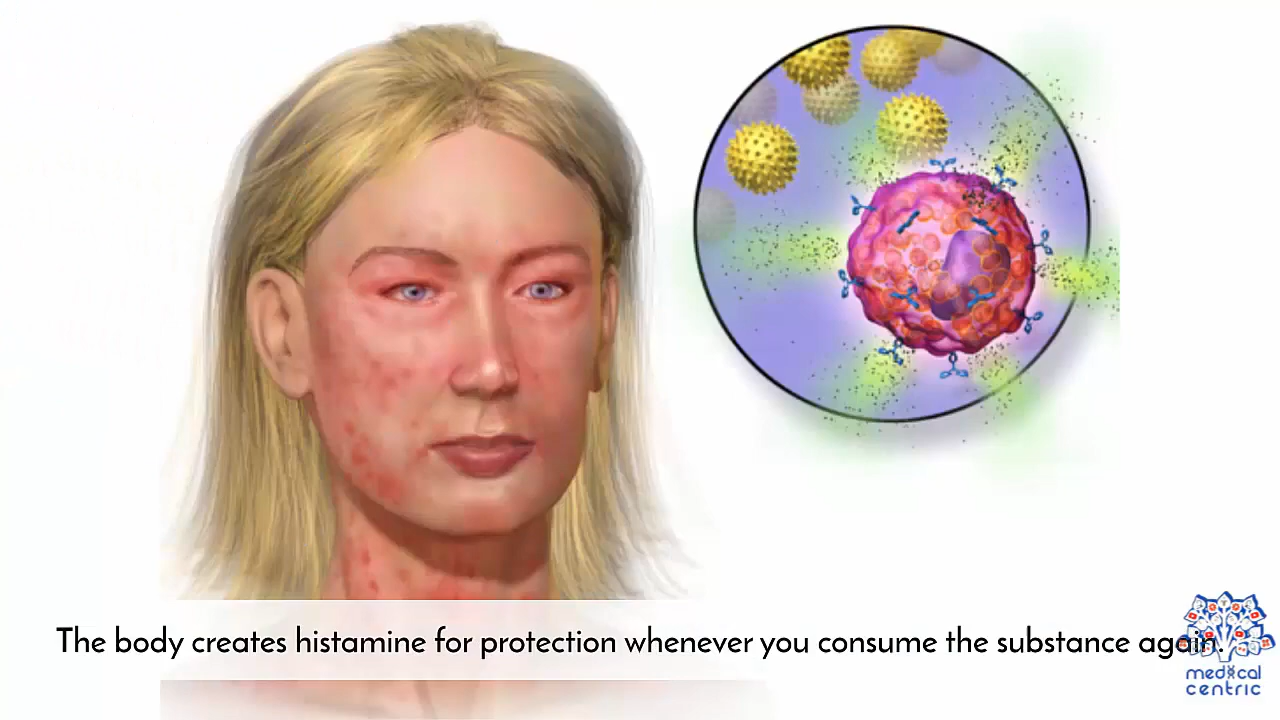 The body creates histamine for protection whenever you consume the substance again.
medical
centric